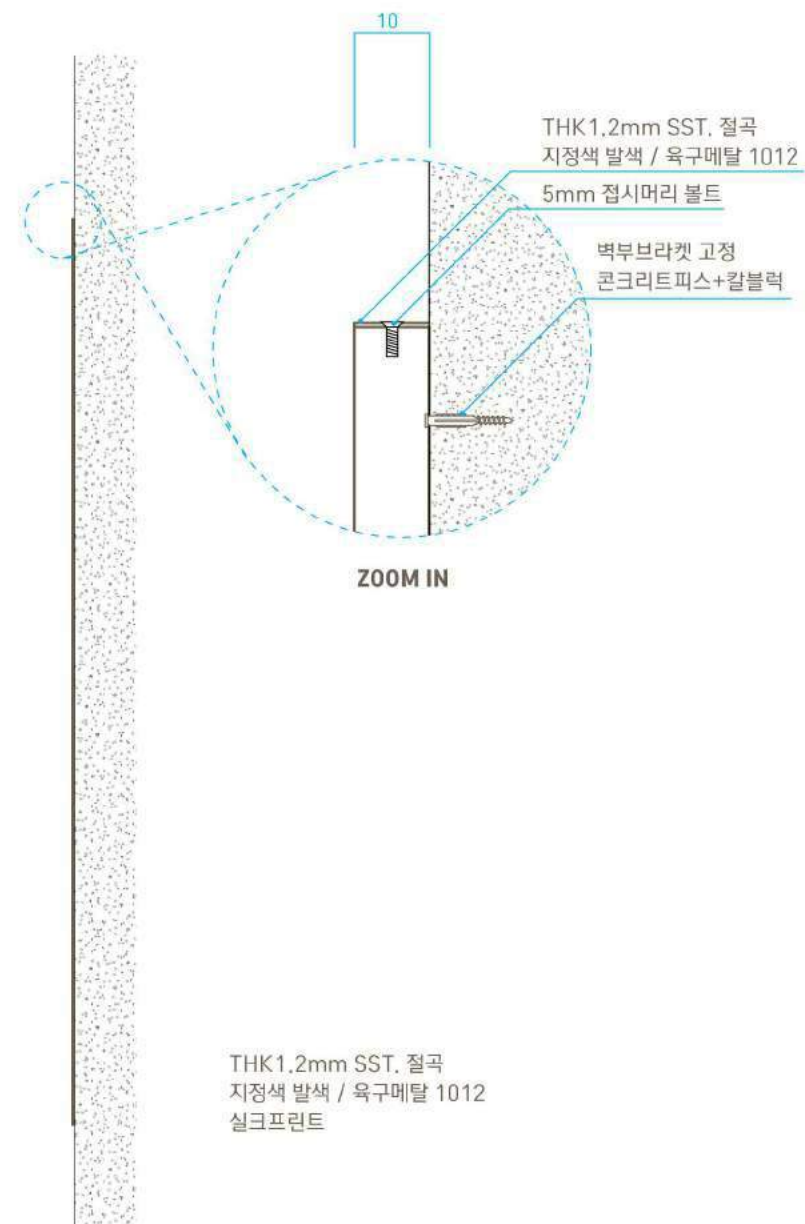 10
THK1.2mm SST. 절곡
지정색 발색 / 육구메탈 1012
5mm 접시머리 볼트
벽부브라켓 고정
콘크리트피스+칼블럭
ZOOM IN
THK1.2mm SST. 절곡
지정색 발색 / 육구메탈 1012
실크프린트